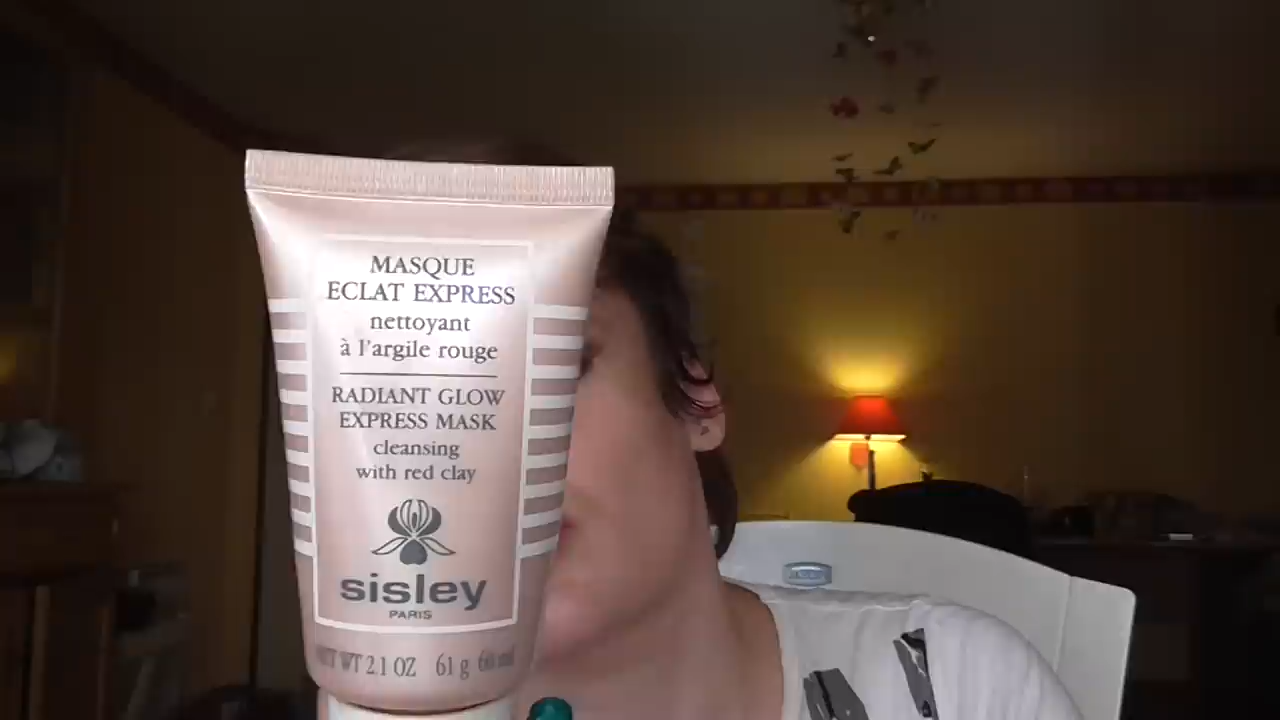 MASQUE
ECLAT EXPRESS
nettoyant
à l'argile rouge
RADIANT GLOW
EXPRESS MASK
cleansing
with red clay
sisley
PARIS
WT 2.1 OZ 61 g